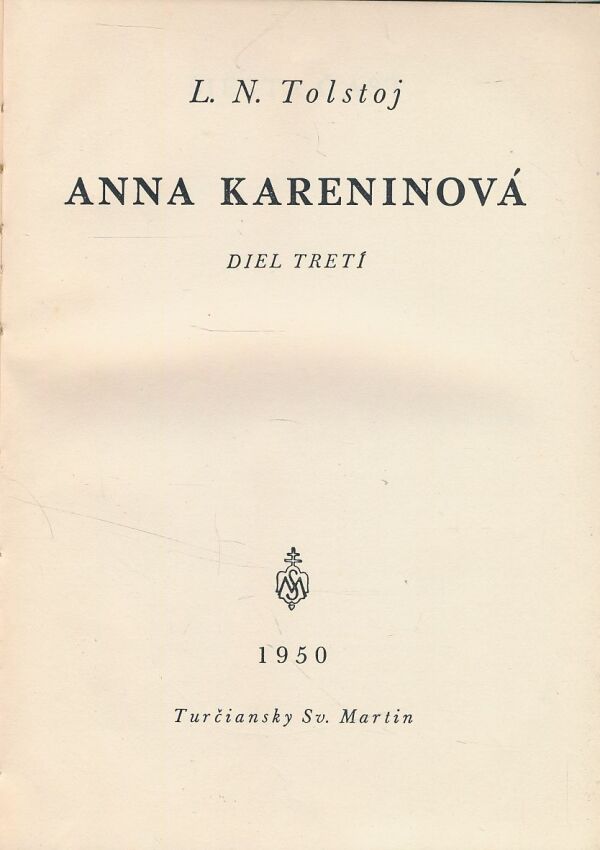 L. N. Tolstoj
ANNA KARENINOVÁ
DIEL TRETÍ
1950
Turčiansky Sv. Martin